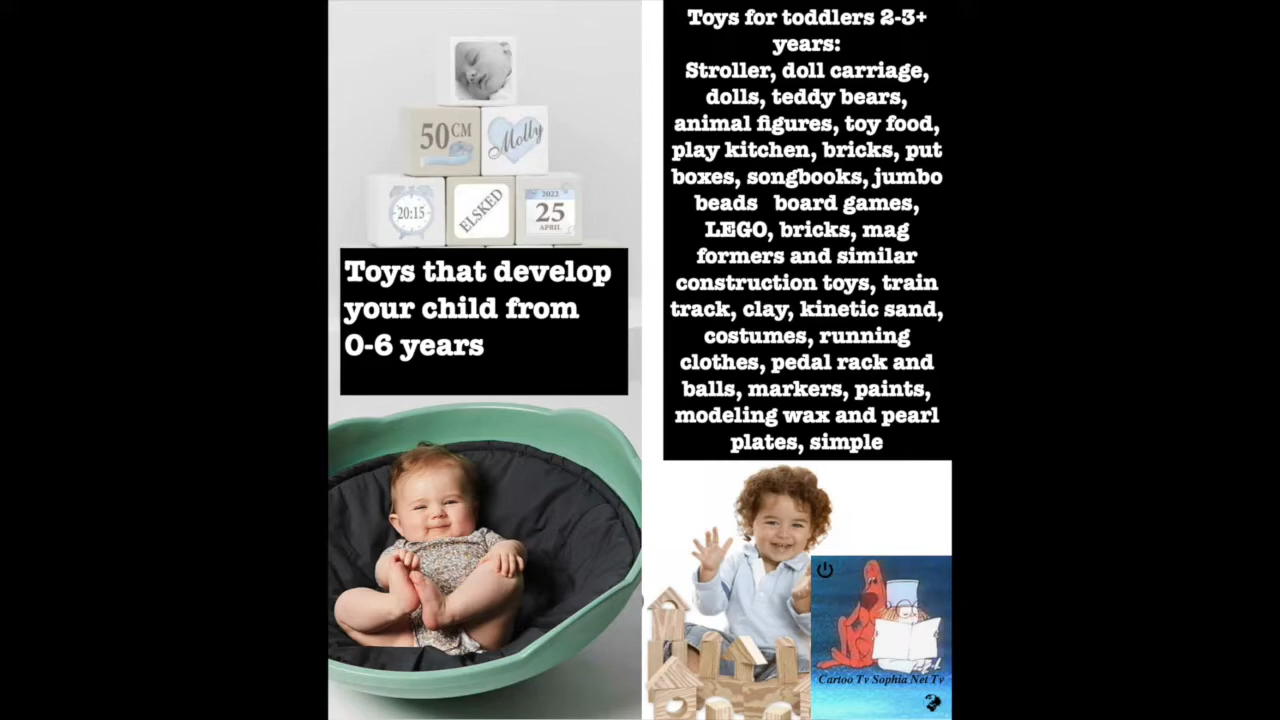 50CM
Molly
20:15
ELSKED
2022
25
APRIL
Toys that develop
your child from
0-6 years
Toys for toddlers 2-3+
years:
Stroller, doll carriage,
dolls, teddy bears,
animal figures, toy food,
play kitchen, bricks, put
boxes, songbooks, jumbo
beads   board games,
LEGO, bricks, mag
formers and similar
construction toys, train
track, clay, kinetic sand,
costumes, running
clothes, pedal rack and
balls, markers, paints,
modeling wax and pearl
plates, simple
Cartoo Tv Sophia Net Tv